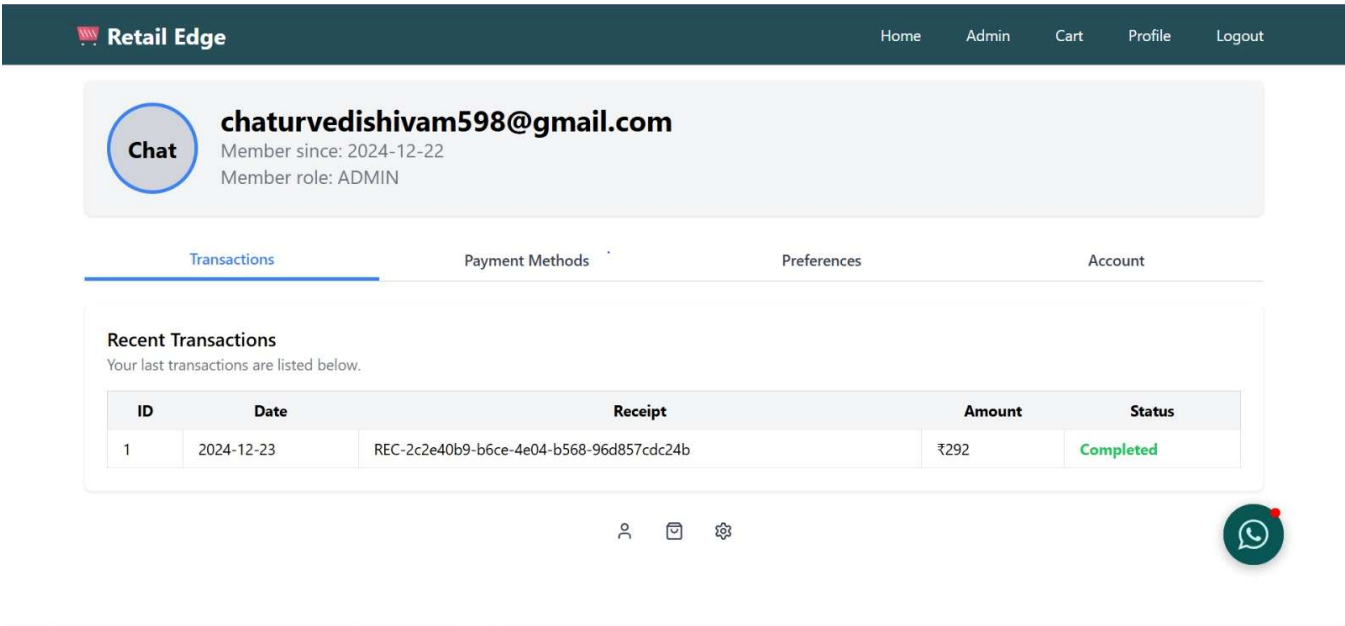 Retail Edge Home Admin Cart Profile Logout
Chat
chaturvedishivam598@gmail.com
Member since: 2024-12-22
Member role: ADMIN
Transactions Payment Methods Preferences Account
Recent Transactions
Your last transactions are listed below.
ID Date Receipt Amount Status
1 2024-12-23 REC-2c2e40b9-b6ce-4e04-b568-96d857cdc24b ₹292 Completed